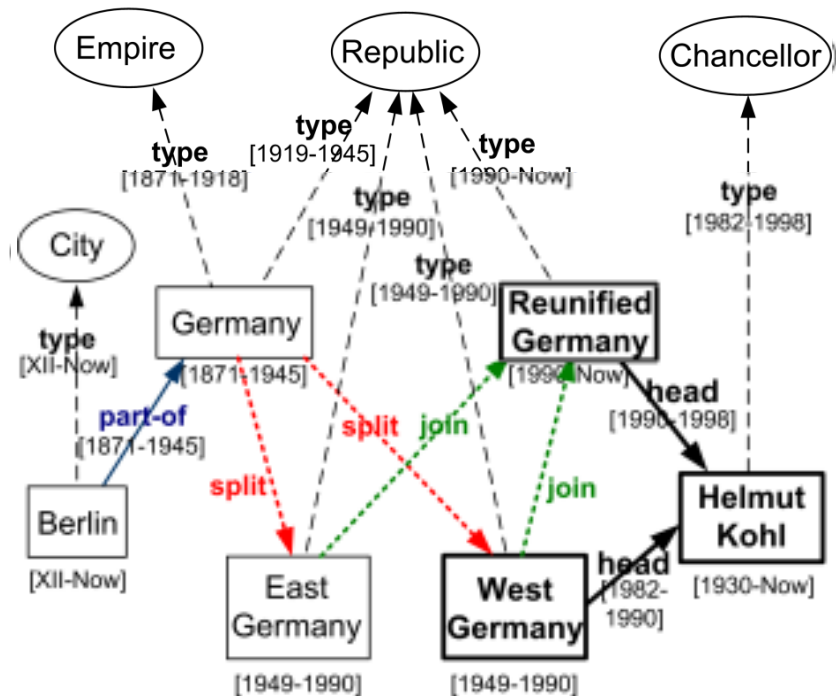 Empire
Republic
Chancellor
type
[1871-1918]
type
[1919-1945]
type
[1990-Now]
type
[1949-1990]
type
[1982-1998]
City
type
[1949-1990]
Germany
[1871-1945]
Reunified
Germany
[1990-Now]
type
[XII-Now]
head
[1990-1998]
part-of
[1871-1945]
split
join
split
join
Berlin
[XII-Now]
Helmut
Kohl
[1930-Now]
East
Germany
[1949-1990]
West
Germany
[1949-1990]
head
[1982-
1990]